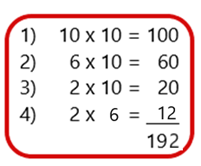 1) 10 x 10 = 100
2) 6 x 10 = 60
3) 2 x 10 = 20
4) 2 x 6 = 12
192